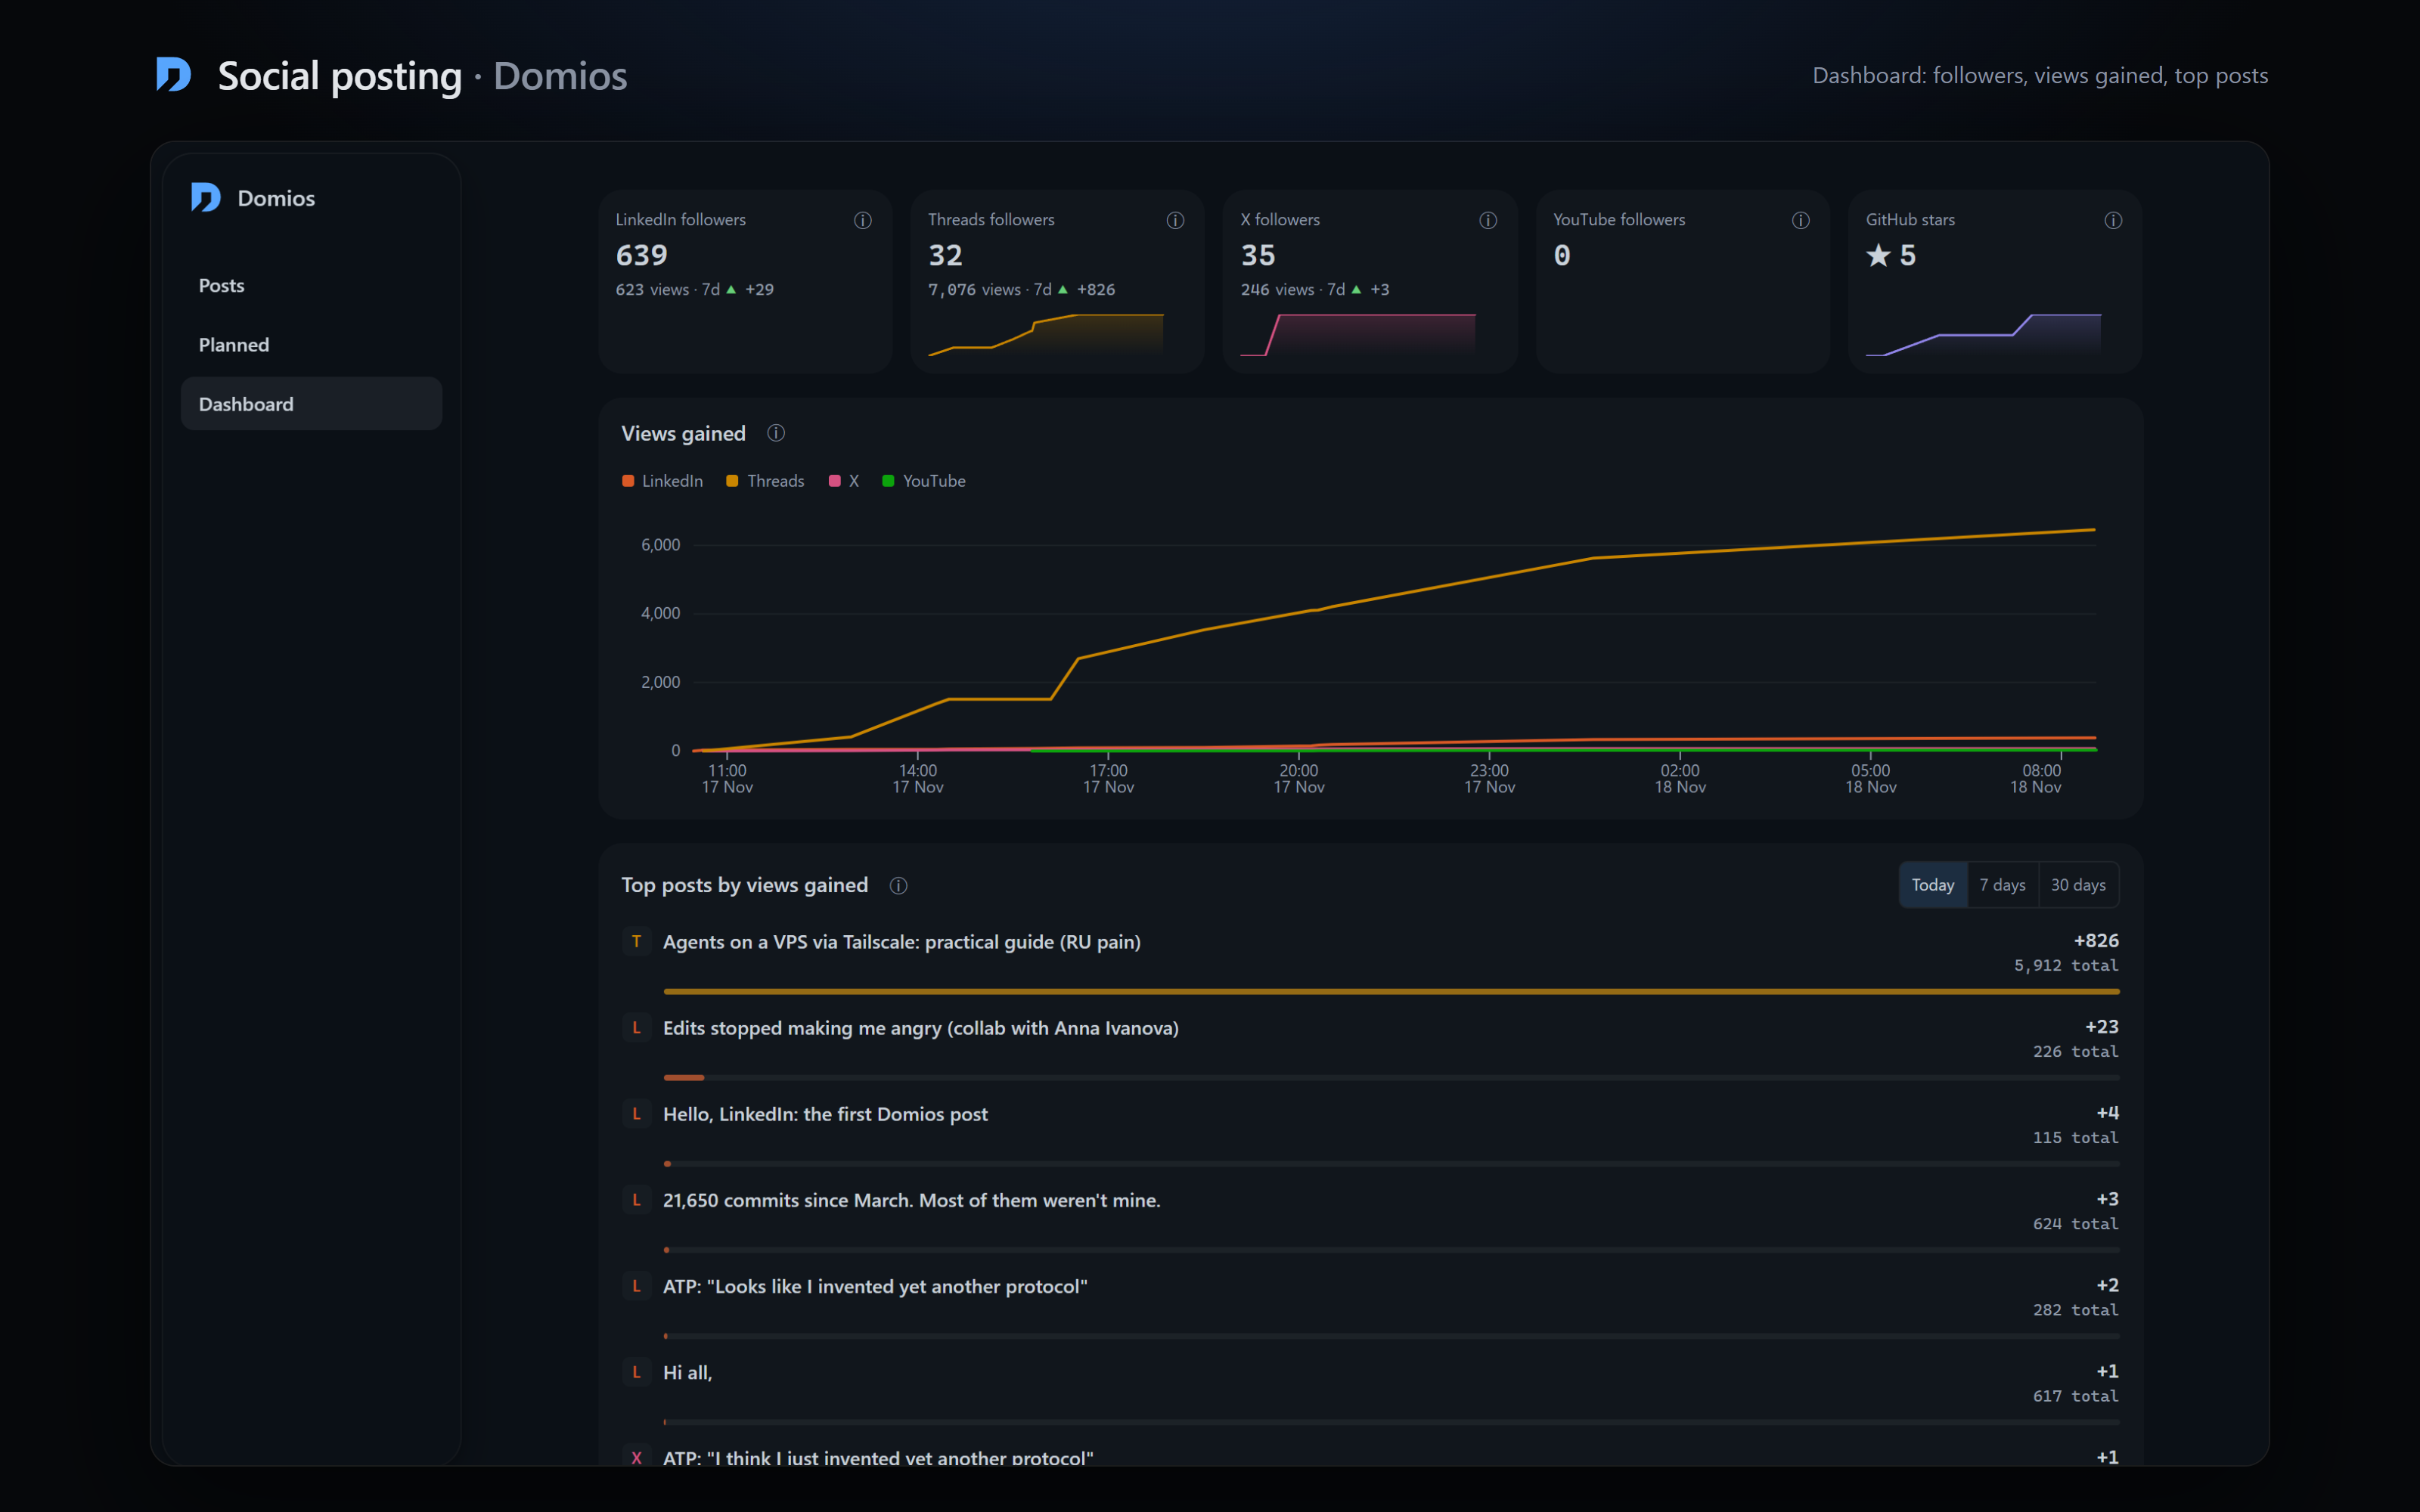 Social posting · Domios
Dashboard: followers, views gained, top posts
Domios
Posts
Planned
Dashboard
LinkedIn followers
639
623 views · 7d ▲ +29
Threads followers
32
7,076 views · 7d ▲ +826
X followers
35
246 views · 7d ▲ +3
YouTube followers
0
GitHub stars
★ 5
Views gained
LinkedIn Threads X YouTube
6,000
4,000
2,000
0
11:00 14:00 17:00 20:00 23:00 02:00 05:00 08:00
17 Nov 17 Nov 17 Nov 17 Nov 17 Nov 18 Nov 18 Nov 18 Nov
Top posts by views gained
Today 7 days 30 days
T Agents on a VPS via Tailscale: practical guide (RU pain) +826
5,912 total
L Edits stopped making me angry (collab with Anna Ivanova) +23
226 total
L Hello, LinkedIn: the first Domios post +4
115 total
L 21,650 commits since March. Most of them weren't mine. +3
624 total
L ATP: "Looks like I invented yet another protocol" +2
282 total
L Hi all, +1
617 total
X ATP: "I think I just invented yet another protocol" +1